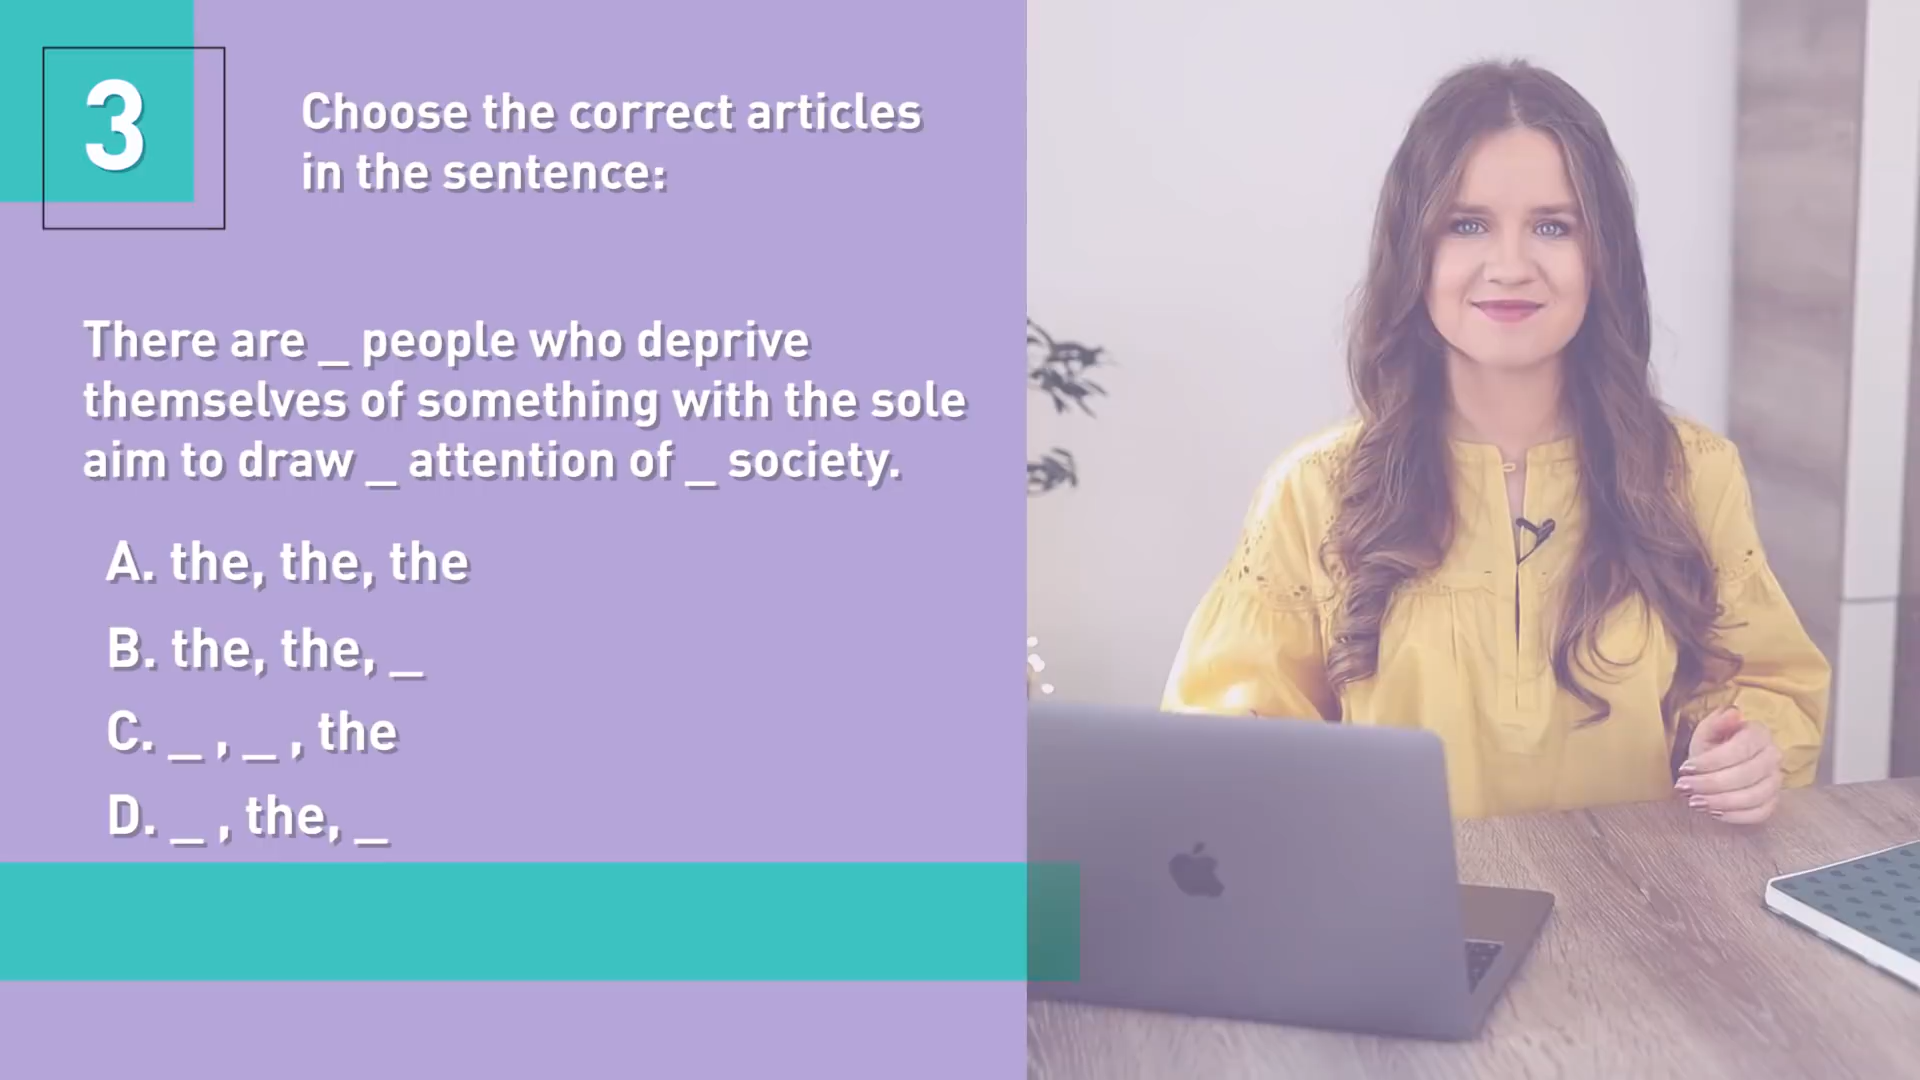 3
Choose the correct articles
in the sentence:
There are _ people who deprive
themselves of something with the sole
aim to draw _ attention of _ society.
A. the, the, the
B. the, the, _
C. _ , _ , the
D. _ , the, _